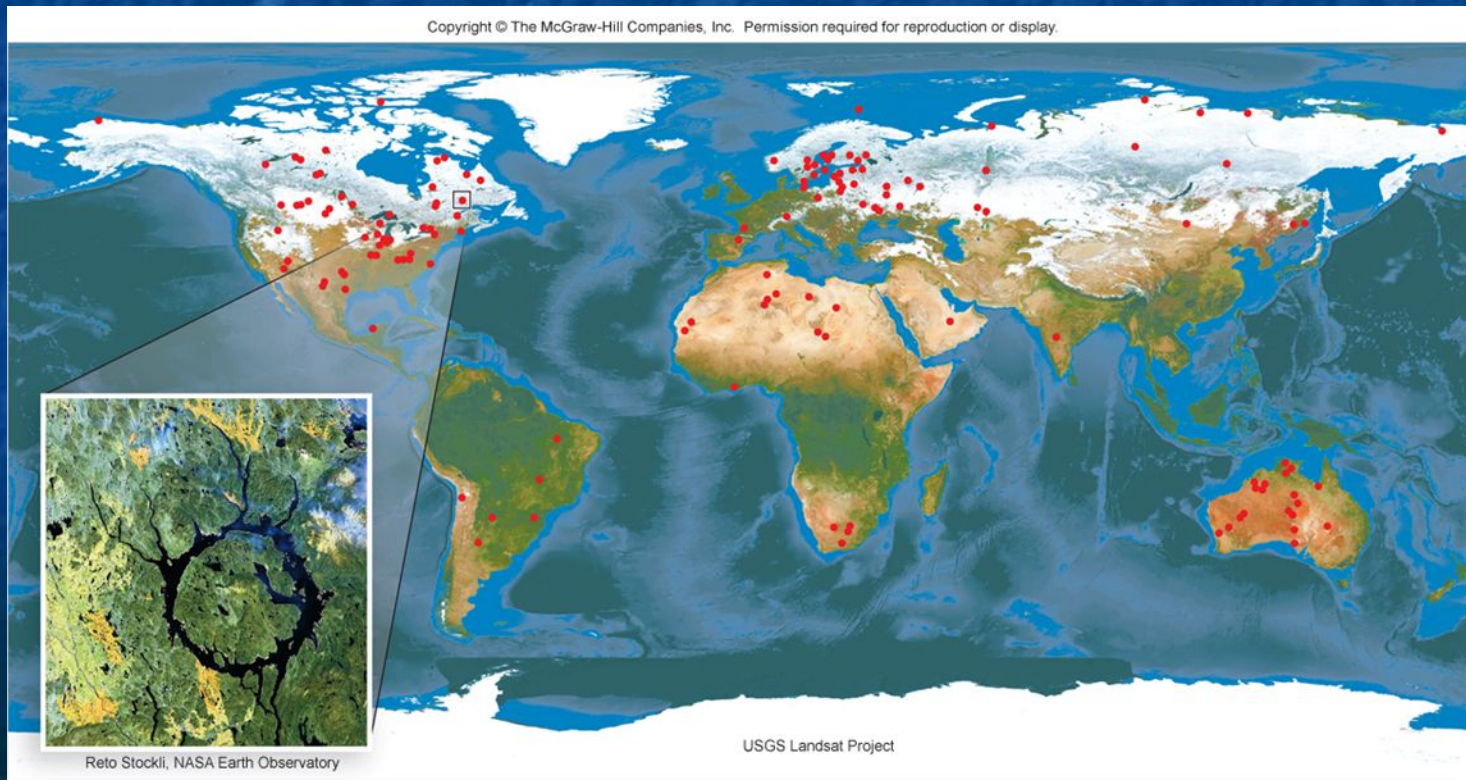 Copyright © The McGraw-Hill Companies, Inc.  Permission required for reproduction or display.
USGS Landsat Project
Reto Stockli, NASA Earth Observatory